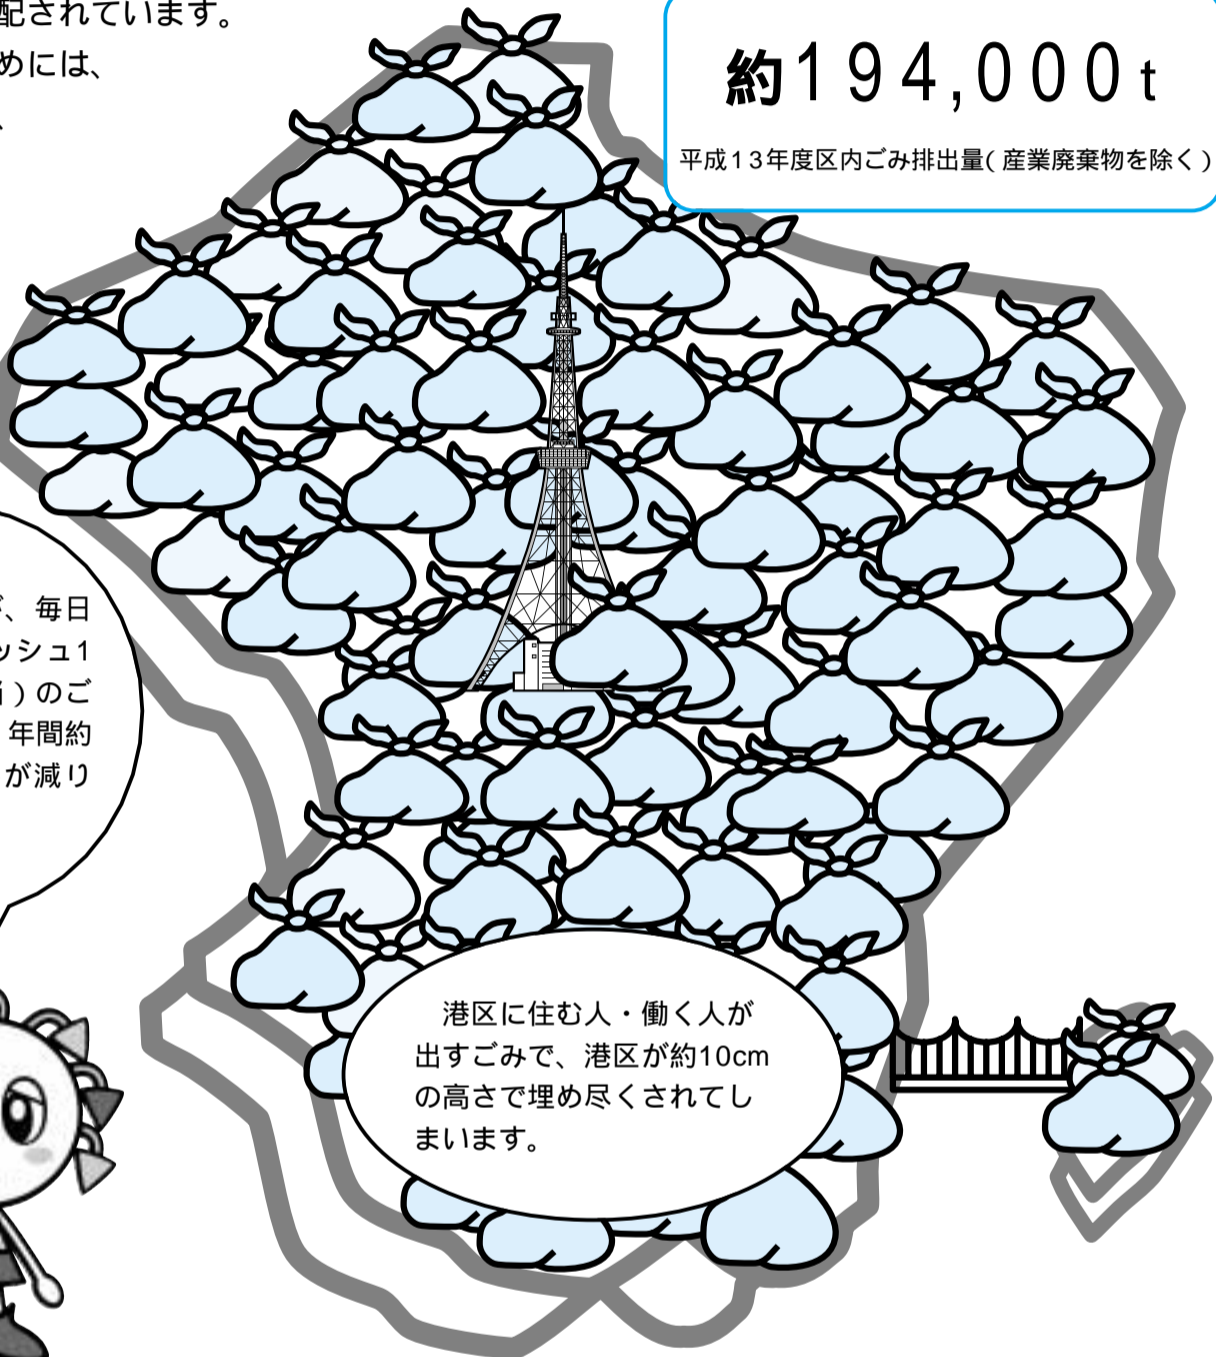 配されています。
めには、
、
約194,000t
平成13年度区内ごみ排出量(産業廃棄物を除く)
、毎日
ッシュ1
)のご
年間約
が減り
港区に住む人・働く人が
出すごみで、港区が約10cm
の高さで埋め尽くされてし
まいます。